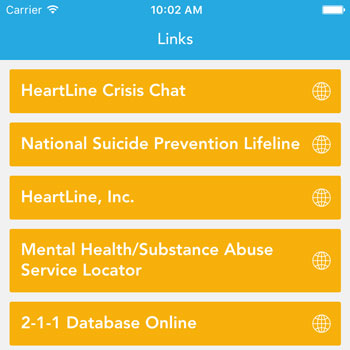 Carrier 10:02 AM
Links
HeartLine Crisis Chat
National Suicide Prevention Lifeline
HeartLine, Inc.
Mental Health/Substance Abuse
Service Locator
2-1-1 Database Online